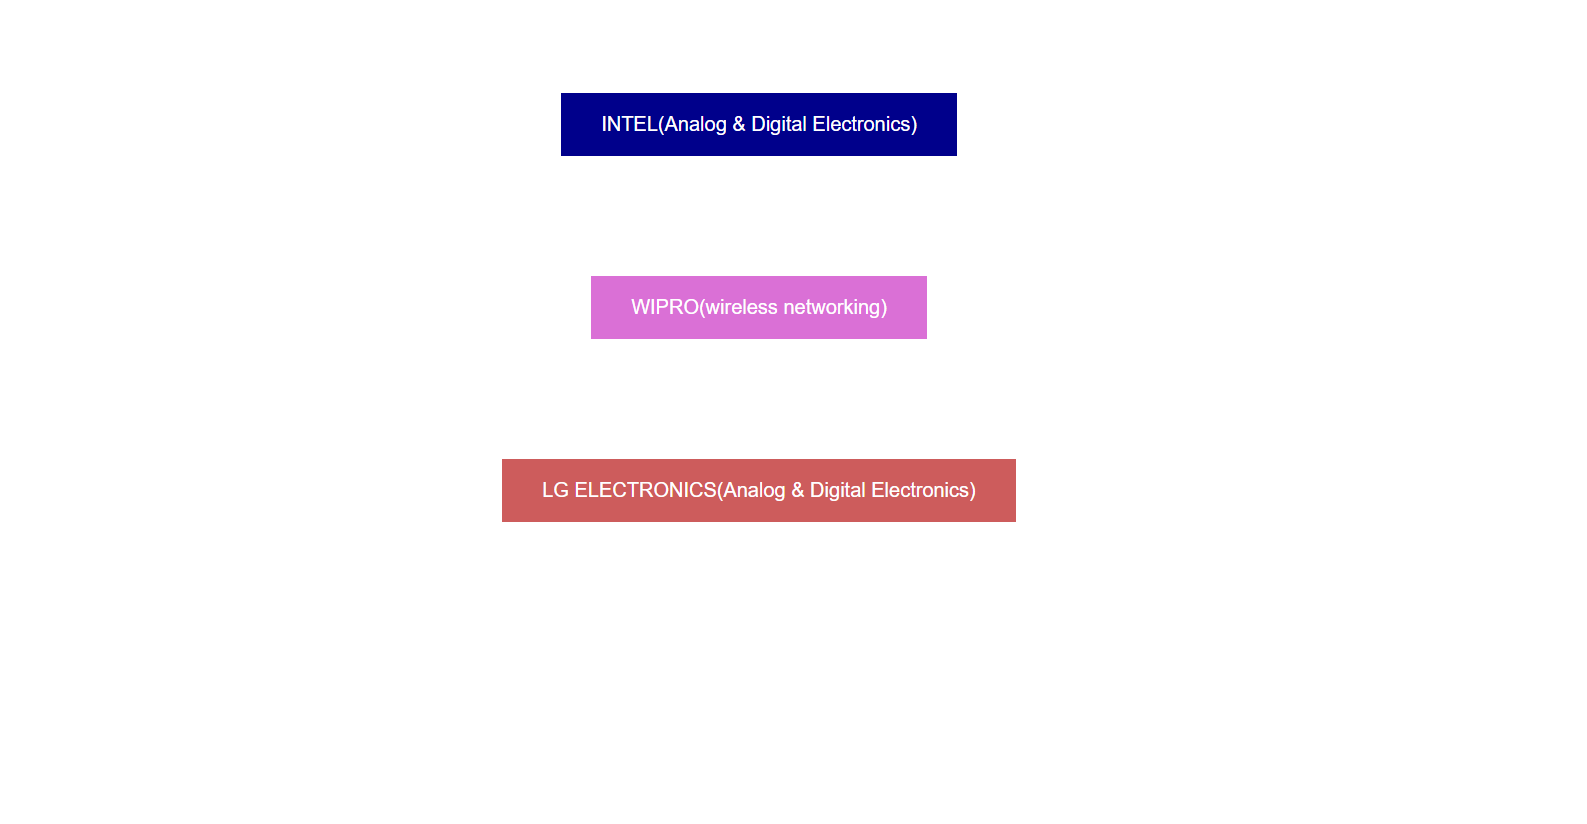 INTEL(Analog & Digital Electronics)
WIPRO(wireless networking)
LG ELECTRONICS(Analog & Digital Electronics)